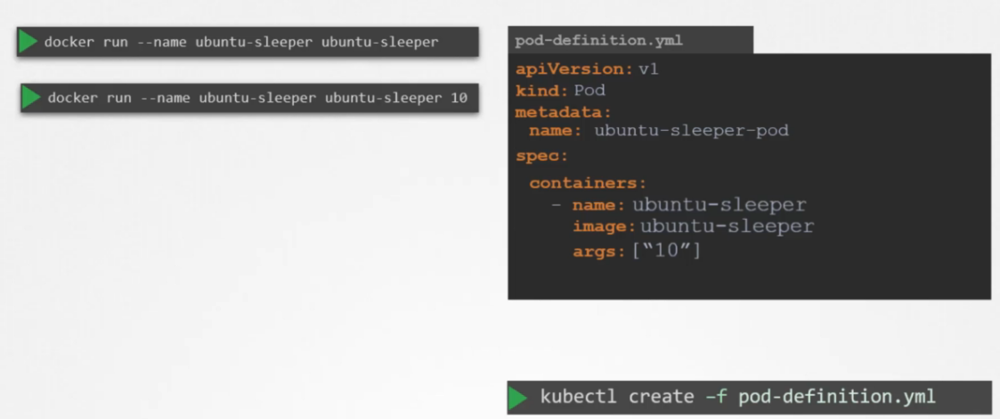 docker run --name ubuntu-sleeper ubuntu-sleeper
docker run --name ubuntu-sleeper ubuntu-sleeper 10
pod-definition.yml
apiVersion: v1
kind: Pod
metadata:
name: ubuntu-sleeper-pod
spec:
containers:
- name: ubuntu-sleeper
image: ubuntu-sleeper
args: [“10”]
kubectl create –f pod-definition.yml